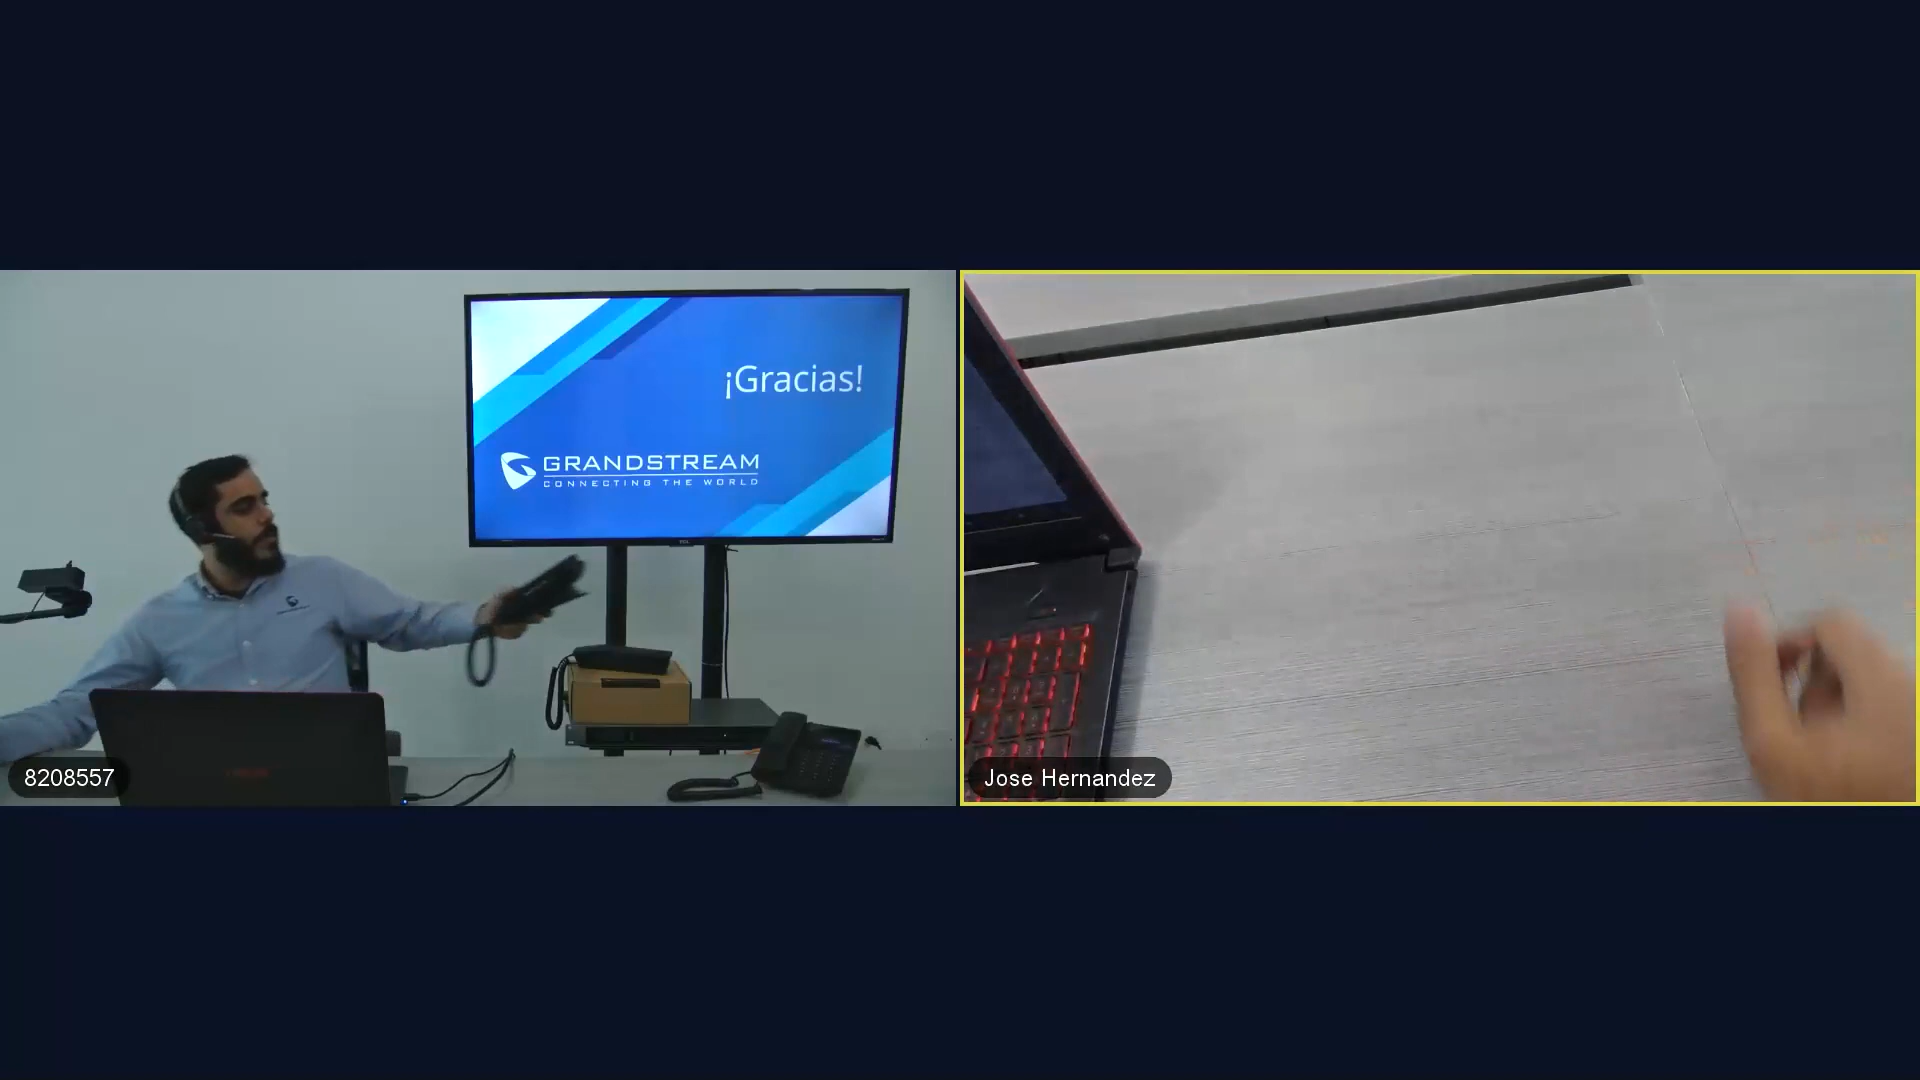 ¡Gracias!
GRANDSTREAM
CONNECTING THE WORLD
8208557
Jose Hernandez